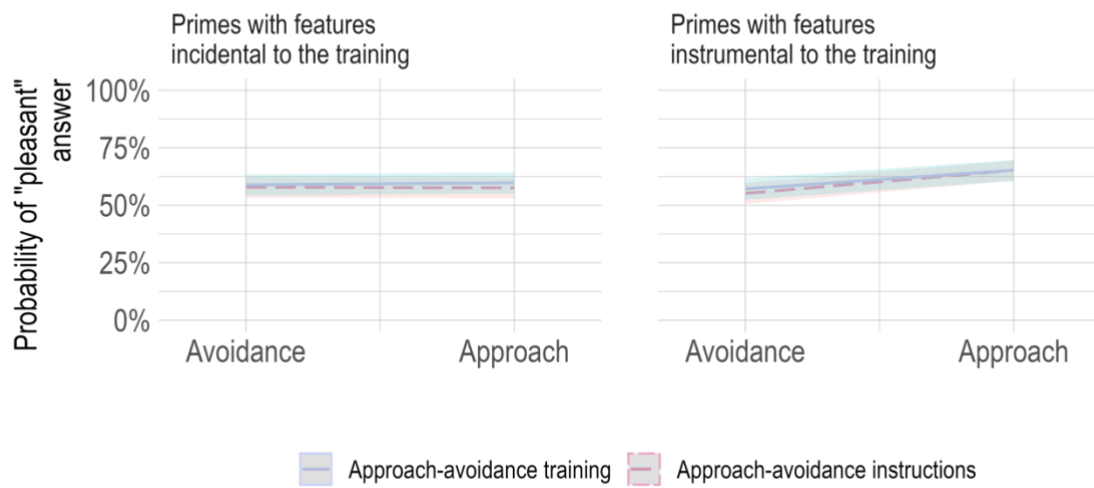 Primes with features
incidental to the training
Primes with features
instrumental to the training
Probability of "pleasant"
answer
100%
75%
50%
25%
0%
Avoidance
Approach
Avoidance
Approach
Approach-avoidance training
Approach-avoidance instructions